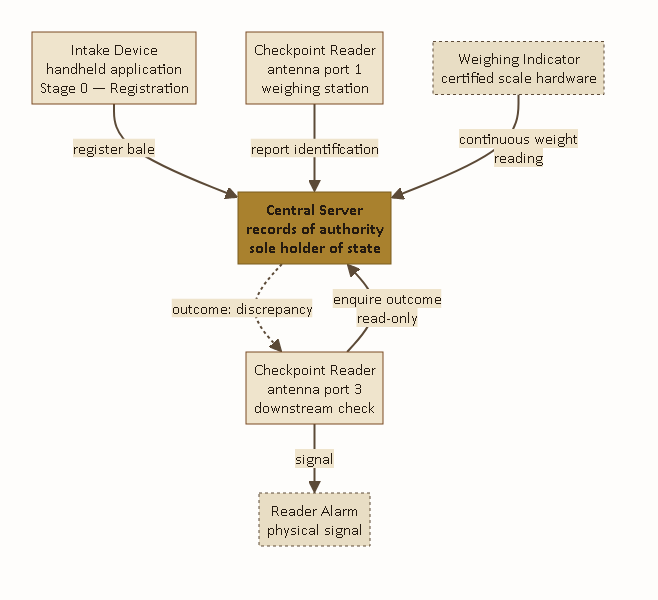 Intake Device
handheld application
Stage 0 — Registration
Checkpoint Reader
antenna port 1
weighing station
Weighing Indicator
certified scale hardware
register bale
report identification
continuous weight
reading
Central Server
records of authority
sole holder of state
outcome: discrepancy
enquire outcome
read-only
Checkpoint Reader
antenna port 3
downstream check
signal
Reader Alarm
physical signal